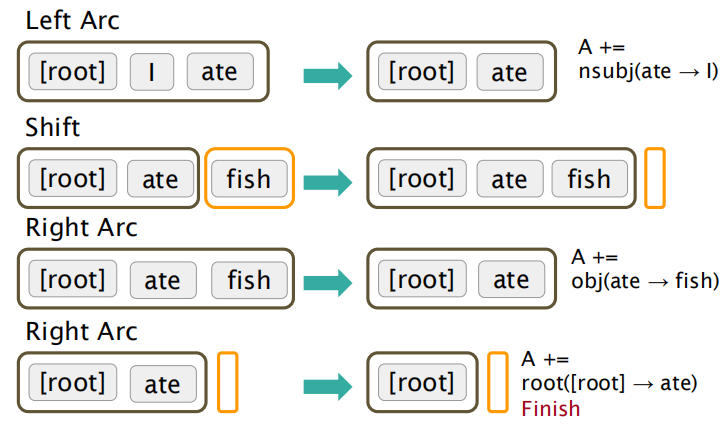 Left Arc
[root] I ate [root] ate A +=
nsubj(ate → I)
Shift
[root] ate fish [root] ate fish
Right Arc
[root] ate fish [root] ate A +=
obj(ate → fish)
Right Arc
[root] ate [root] A +=
root([root] → ate)
Finish